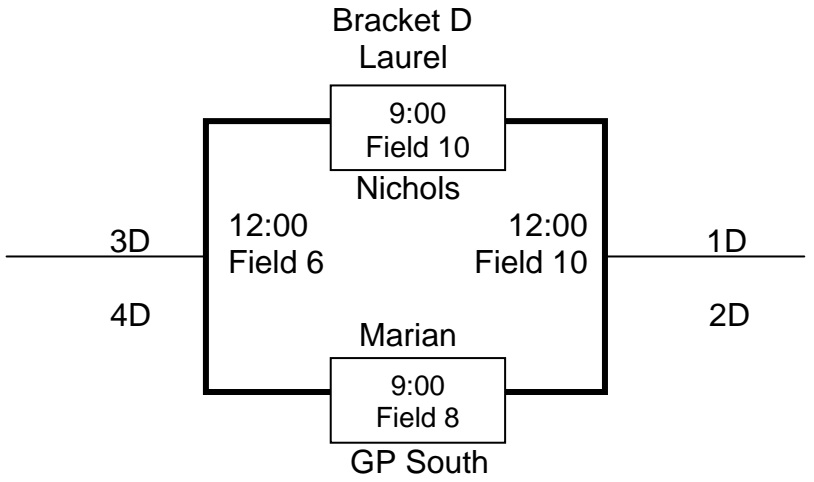 Bracket D
Laurel
9:00
Field 10
Nichols
12:00
Field 6
12:00
Field 10
3D
1D
4D
2D
Marian
9:00
Field 8
GP South